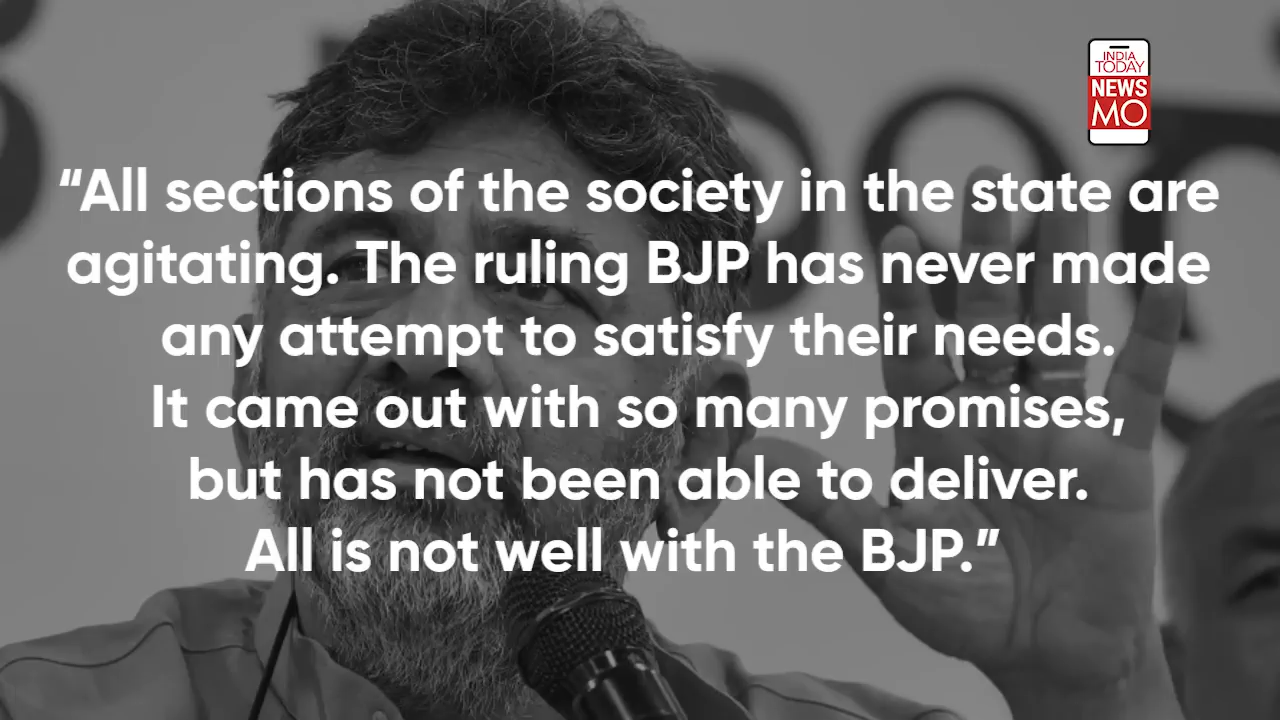 INDIA
TODAY
NEWS
MO
“All sections of the society in the state are
agitating. The ruling BJP has never made
any attempt to satisfy their needs.
It came out with so many promises,
but has not been able to deliver.
All is not well with the BJP.”